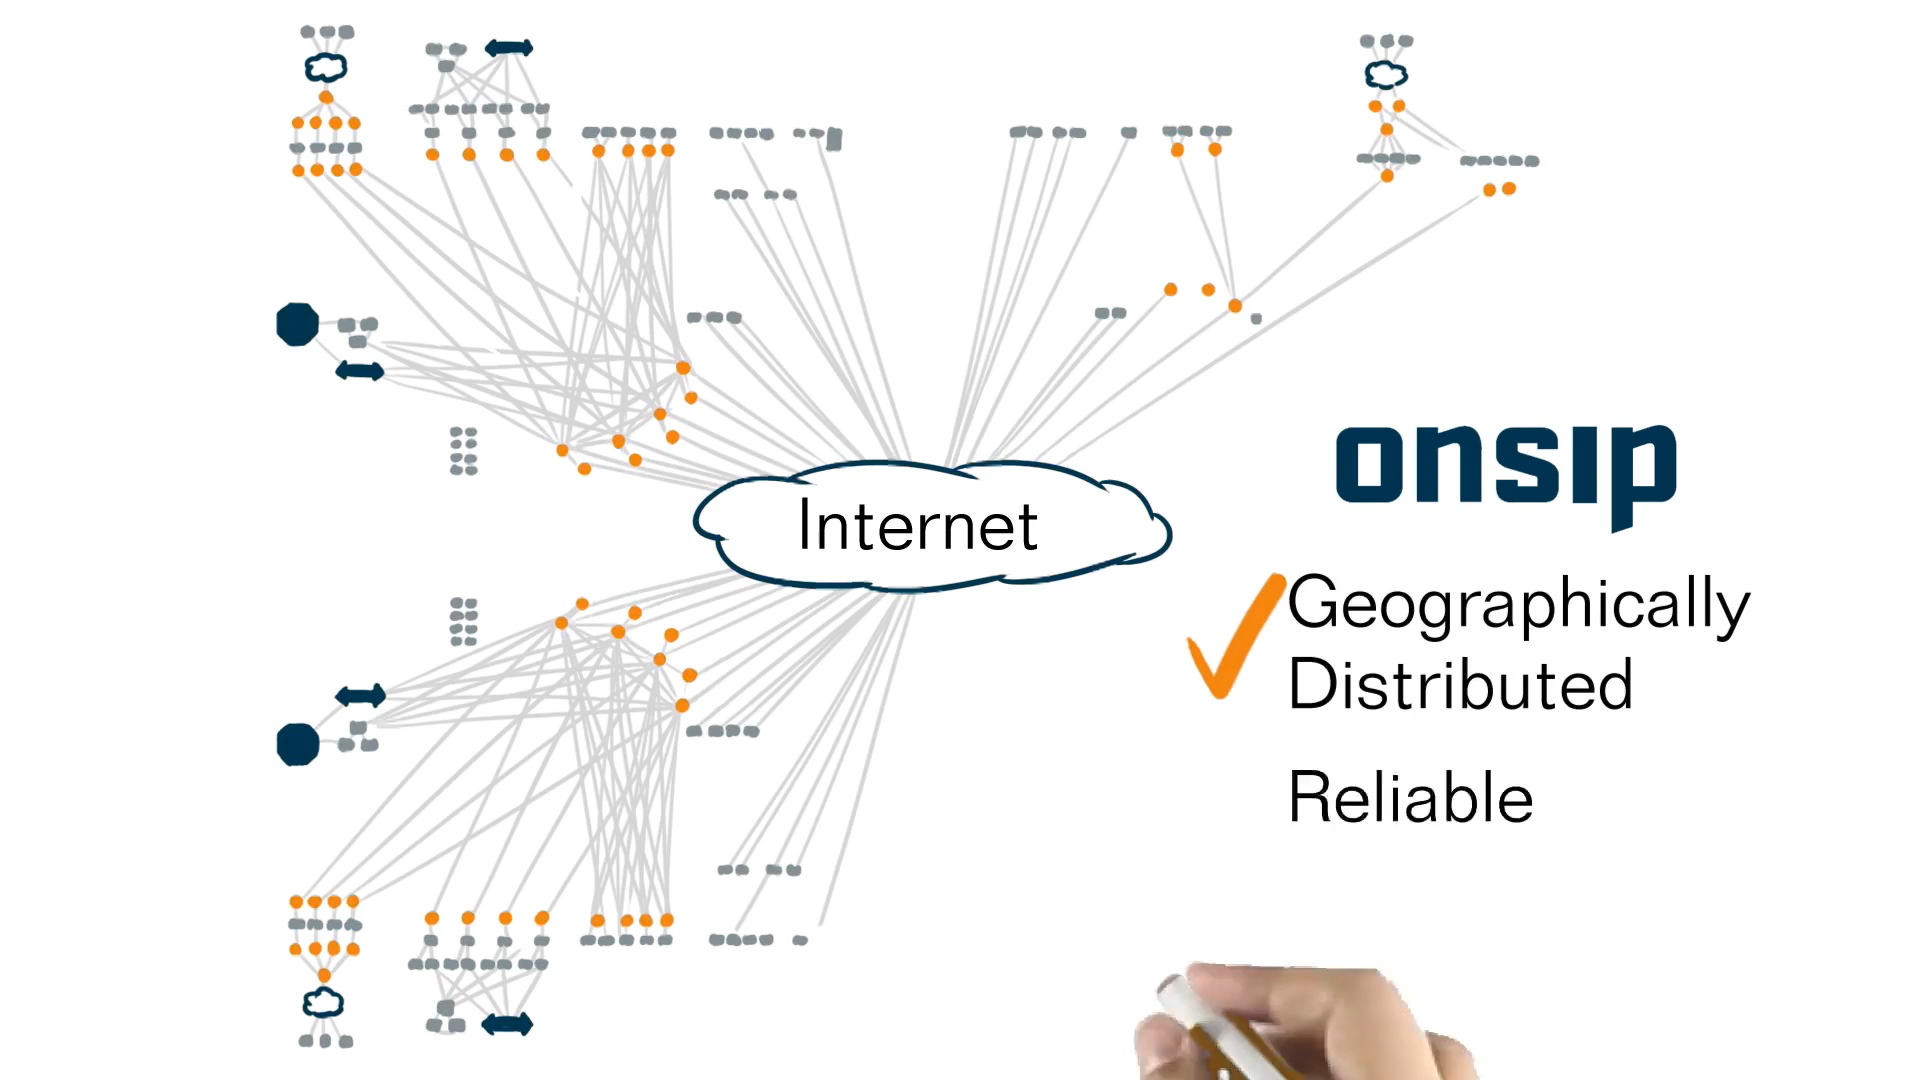 Internet
onsip
Geographically
Distributed
Reliable